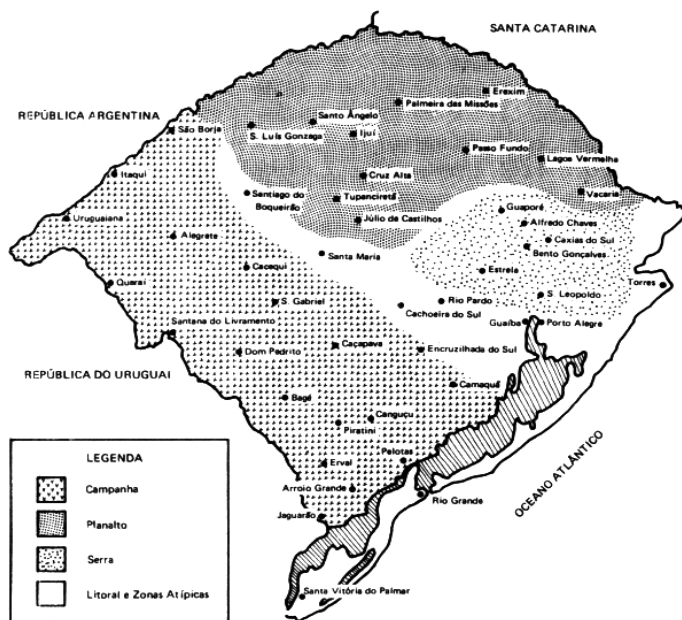 SANTA CATARINA
REPÚBLICA ARGENTINA
Erexim
Palmeira das Missões
Santo Ângelo
São Borja
S. Luís Gonzaga
Ijuí
Passo Fundo
Lagos Vermelha
Itaqui
Cruz Alta
Santiago do
Boqueirão
Tupanciretã
Vacaria
Uruguaiana
Guaporé
Júlio de Castilhos
Alfredo Chaves
Alegrete
Caxias do Sul
Bento Gonçalves
Santa Maria
Cacequi
Estrela
Quaraí
Torres
S. Gabriel
Rio Pardo
S. Leopoldo
Cachoeira do Sul
Santana do Livramento
Guaíba
Porto Alegre
Caçapava
Dom Pedrito
Encruzilhada do Sul
REPÚBLICA DO URUGUAI
Camaquã
Bagé
Canguçu
Piratini
Pelotas
Erval
Arroio Grande
Rio Grande
OCEANO ATLÂNTICO
Jaguarão
Santa Vitória do Palmar
LEGENDA
Campanha
Planalto
Serra
Litoral e Zonas Atípicas